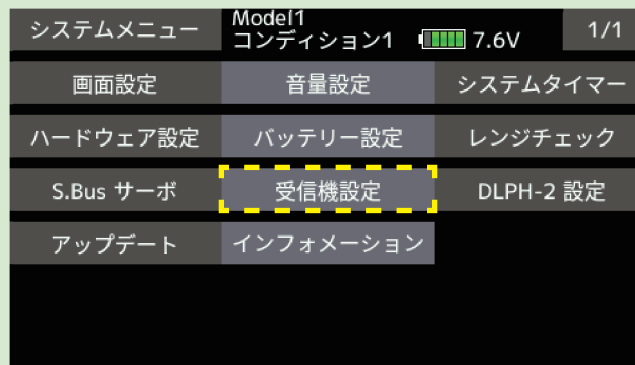 システムメニュー
Model1
コンディション1
7.6V
1/1
画面設定
音量設定
システムタイマー
ハードウェア設定
バッテリー設定
レンジチェック
S.Bus サーボ
受信機設定
DLPH-2 設定
アップデート
インフォメーション